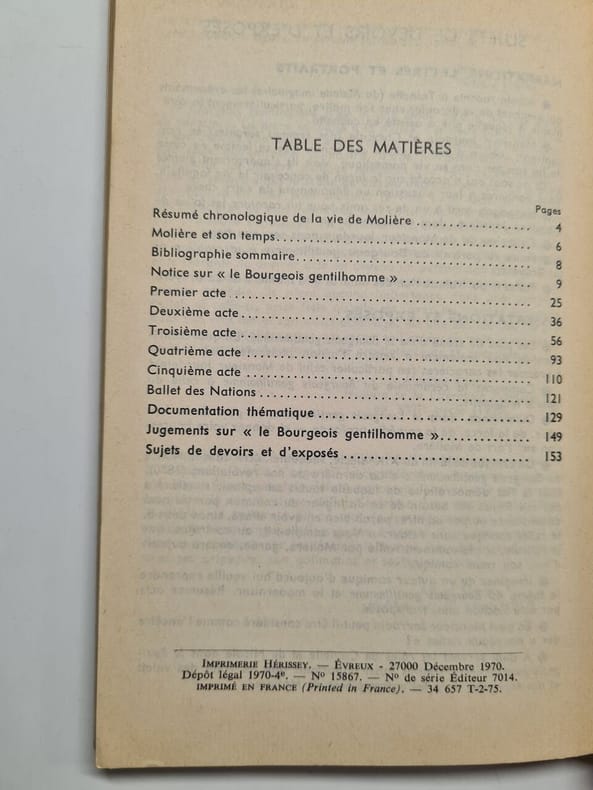 TABLE DES MATIÈRES
Pages
Résumé chronologique de la vie de Molière ................. 4
Molière et son temps..................................... 6
Bibliographie sommaire.................................. 8
Notice sur « le Bourgeois gentilhomme » ................... 9
Premier acte ........................................... 25
Deuxième acte.......................................... 36
Troisième acte ......................................... 56
Quatrième acte ........................................ 93
Cinquième acte ........................................ 110
Ballet des Nations ...................................... 121
Documentation thématique .............................. 129
Jugements sur « le Bourgeois gentilhomme »............. 149
Sujets de devoirs et d'exposés ........................... 153
IMPRIMERIE HÉRISSEY. — ÉVREUX - 27000 Décembre 1970.
Dépôt légal 1970-4e. — No 15867. — No de série Éditeur 7014.
IMPRIMÉ EN FRANCE (Printed in France). — 34 657 T-2-75.